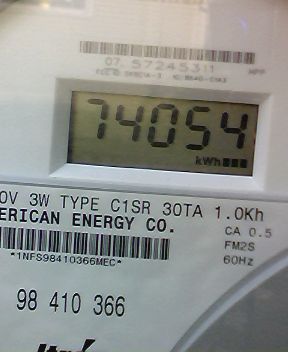 07. 57245311
MPP
74054
kWh
0V 3W TYPE C1SR 30TA 1.0Kh
ERICAN ENERGY CO.
CA 0.5
FM2S
*1NFS98410366MEC*
60Hz
98 410 366